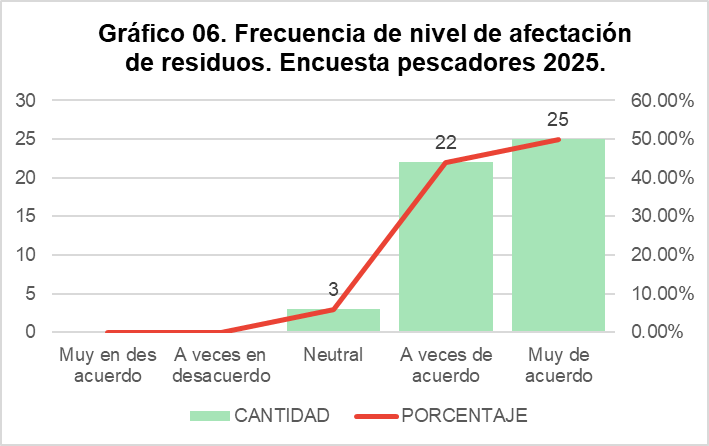 Gráfico 06. Frecuencia de nivel de afectación
de residuos. Encuesta pescadores 2025.
30
25
20
15
10
5
0
60.00%
50.00%
40.00%
30.00%
20.00%
10.00%
0.00%
3
22
25
Muy en des
acuerdo
A veces en
desacuerdo
Neutral
A veces de
acuerdo
Muy de
acuerdo
CANTIDAD
PORCENTAJE